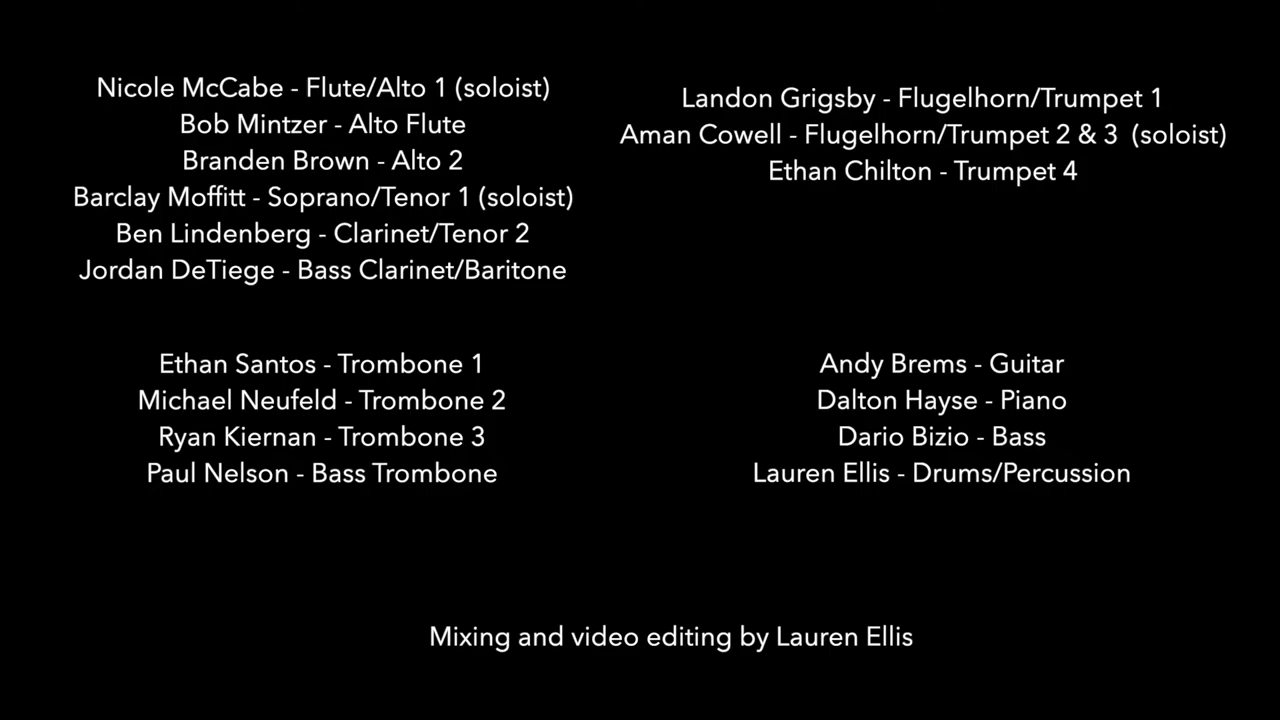 Nicole McCabe - Flute/Alto 1 (soloist)
Bob Mintzer - Alto Flute
Branden Brown - Alto 2
Barclay Moffitt - Soprano/Tenor 1 (soloist)
Ben Lindenberg - Clarinet/Tenor 2
Jordan DeTiege - Bass Clarinet/Baritone
Landon Grigsby - Flugelhorn/Trumpet 1
Aman Cowell - Flugelhorn/Trumpet 2 & 3 (soloist)
Ethan Chilton - Trumpet 4
Ethan Santos - Trombone 1
Michael Neufeld - Trombone 2
Ryan Kiernan - Trombone 3
Paul Nelson - Bass Trombone
Andy Brems - Guitar
Dalton Hayse - Piano
Dario Bizio - Bass
Lauren Ellis - Drums/Percussion
Mixing and video editing by Lauren Ellis